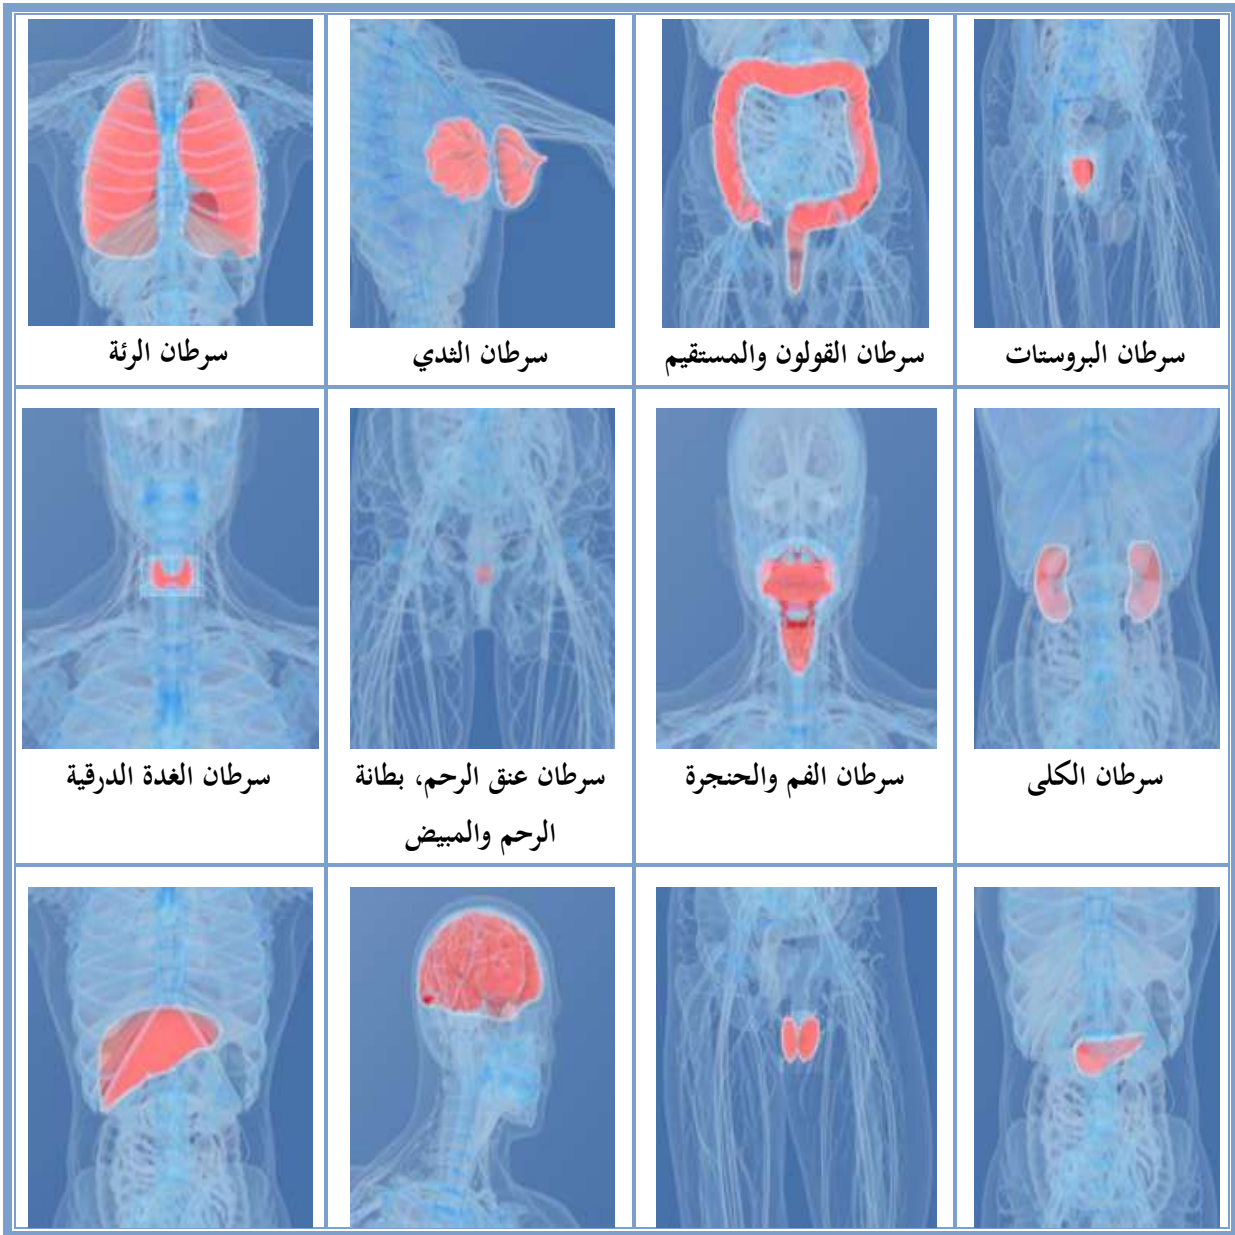 سرطان البروستات
سرطان القولون والمستقيم
سرطان الثدي
سرطان الرئة
سرطان الكلى
سرطان الفم والحنجرة
سرطان عنق الرحم، بطانة
الرحم والمبيض
سرطان الغدة الدرقية